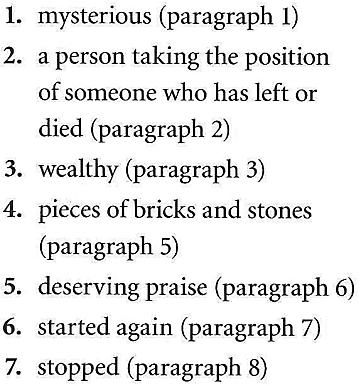 1. mysterious (paragraph 1)
2. a person taking the position
of someone who has left or
died (paragraph 2)
3. wealthy (paragraph 3)
4. pieces of bricks and stones
(paragraph 5)
5. deserving praise (paragraph 6)
6. started again (paragraph 7)
7. stopped (paragraph 8)